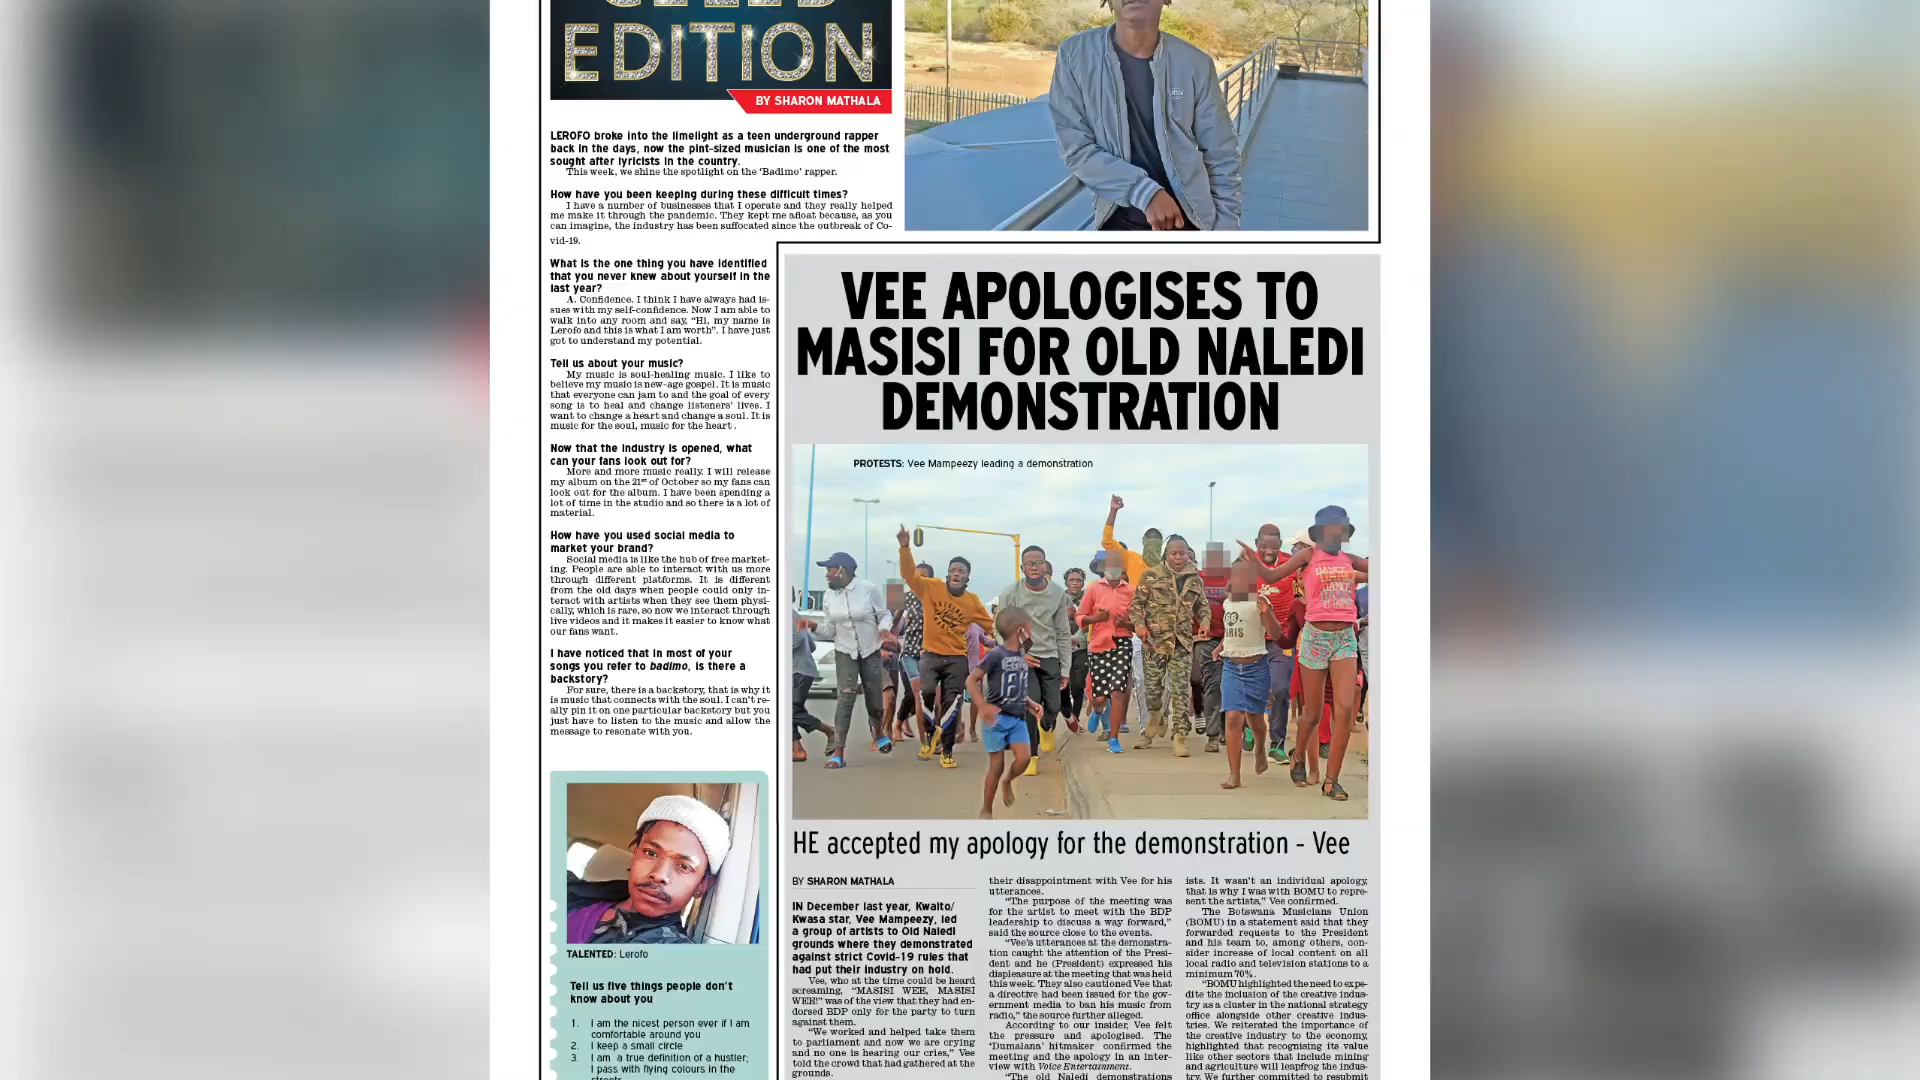 EDITION
BY SHARON MATHALA
LEROFO broke into the limelight as a teen underground rapper
back in the days, now the pint-sized musician is one of the most
sought after lyricists in the country.
This week, we shine the spotlight on the ‘Badimo’ rapper.
How have you been keeping during these difficult times?
I have a number of businesses that I operate and they really helped
me make it through the pandemic. They kept me afloat because, as you
can imagine, the industry has been suffocated since the outbreak of Co-
vid-19.
What is the one thing you have identified
that you never knew about yourself in the
last year?
A. Confidence. I think I have always had is-
sues with my self-confidence. Now I am able to
walk into any room and say, “Hi, my name is
Lerofo and this is what I am worth”. I have just
got to understand my potential.
Tell us about your music?
My music is soul-healing music. I like to
believe my music is new-age gospel. It is music
that everyone can jam to and the goal of every
song is to heal and change listeners’ lives. I
want to change a heart and change a soul. It is
music for the soul, music for the heart .
Now that the industry is opened, what
can your fans look out for?
More and more music really. I will release
my album on the 21st of October so my fans can
look out for the album. I have been spending a
lot of time in the studio and so there is a lot of
material.
How have you used social media to
market your brand?
Social media is like the hub of free market-
ing. People are able to interact with us more
through different platforms. It is different
from the old days when people could only in-
teract with artists when they see them physi-
cally, which is rare, so now we interact through
live videos and it makes it easier to know what
our fans want.
I have noticed that in most of your
songs you refer to badimo, is there a
backstory?
For sure, there is a backstory, that is why it
is music that connects with the soul. I can’t re-
ally pin it on one particular backstory but you
just have to listen to the music and allow the
message to resonate with you.
TALENTED: Lerofo
Tell us five things people don’t
know about you
1. I am the nicest person ever if I am
comfortable around you
2. I keep a small circle
3. I am a true definition of a hustler;
I pass with flying colours in the
streets
VEE APOLOGISES TO
MASISI FOR OLD NALEDI
DEMONSTRATION
PROTESTS: Vee Mampeezy leading a demonstration
DANCE
PARIS
HE accepted my apology for the demonstration - Vee
BY SHARON MATHALA
IN December last year, Kwaito/
Kwasa star, Vee Mampeezy, led
a group of artists to Old Naledi
grounds where they demonstrated
against strict Covid-19 rules that
had put their industry on hold.
Vee, who at the time could be heard
screaming, “MASISI WEE, MASISI
WEE!” was of the view that they had en-
dorsed BDP only for the party to turn
against them.
“We worked and helped take them
to parliament and now we are crying
and no one is hearing our cries,” Vee
told the crowd that had gathered at the
grounds.
their disappointment with Vee for his
utterances.
“The purpose of the meeting was
for the artist to meet with the BDP
leadership to discuss a way forward,”
said the source close to the events.
“Vee’s utterances at the demonstra-
tion caught the attention of the Presi-
dent and he (President) expressed his
displeasure at the meeting that was held
this week. They also cautioned Vee that
a directive had been issued for the gov-
ernment media to ban his music from
radio,” the source further alleged.
According to our insider, Vee felt
the pressure and apologised. The
‘Dumalana’ hitmaker confirmed the
meeting and the apology in an inter-
view with Voice Entertainment.
“The old Naledi demonstrations
ists. It wasn’t an individual apology,
that is why I was with BOMU to repre-
sent the artists,” Vee confirmed.
The Botswana Musicians Union
(BOMU) in a statement said that they
forwarded requests to the President
and his team to, among others, con-
sider increase of local content on all
local radio and television stations to a
minimum 70%.
“BOMU highlighted the need to expe-
dite the inclusion of the creative indus-
try as a cluster in the national strategy
office alongside other creative indus-
tries. We reiterated the importance of
the creative industry to the economy,
highlighted that recognising its value
like other sectors that include mining
and agriculture will leapfrog the indus-
try. We further committed to resubmit